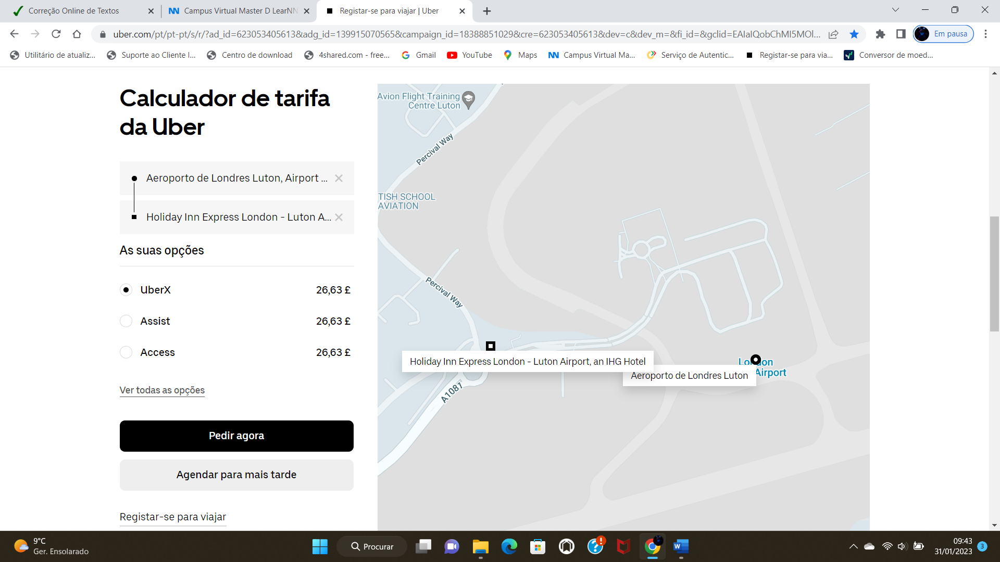 Correção Online de Textos
Campus Virtual Master D LearNN
Registar-se para viajar | Uber
uber.com/pt/pt-pt/s/r/?ad_id=623053405613&adg_id=139915070565&campaign_id=18388851029&cre=623053405613&dev=c&dev_m=&fi_id=&gclid=EAIaIQobChMI5MOl...
Em pausa
Utilitário de atualiz...
Suporte ao Cliente I...
Centro de download
4shared.com - free...
Gmail
YouTube
Maps
Campus Virtual Ma...
Serviço de Autentic...
Registar-se para via...
Conversor de moed...
Calculador de tarifa
da Uber
Aeroporto de Londres Luton, Airport ...
Holiday Inn Express London - Luton A...
As suas opções
UberX 26,63 £
Assist 26,63 £
Access 26,63 £
Ver todas as opções
Pedir agora
Agendar para mais tarde
Registar-se para viajar
Avion Flight Training
Centre Luton
Percival Way
TISH SCHOOL
AVIATION
Percival Way
Holiday Inn Express London - Luton Airport, an IHG Hotel
Aeroporto de Londres Luton
Airport
A1081
9°C
Ger. Ensolarado
Procurar
09:43
31/01/2023
3